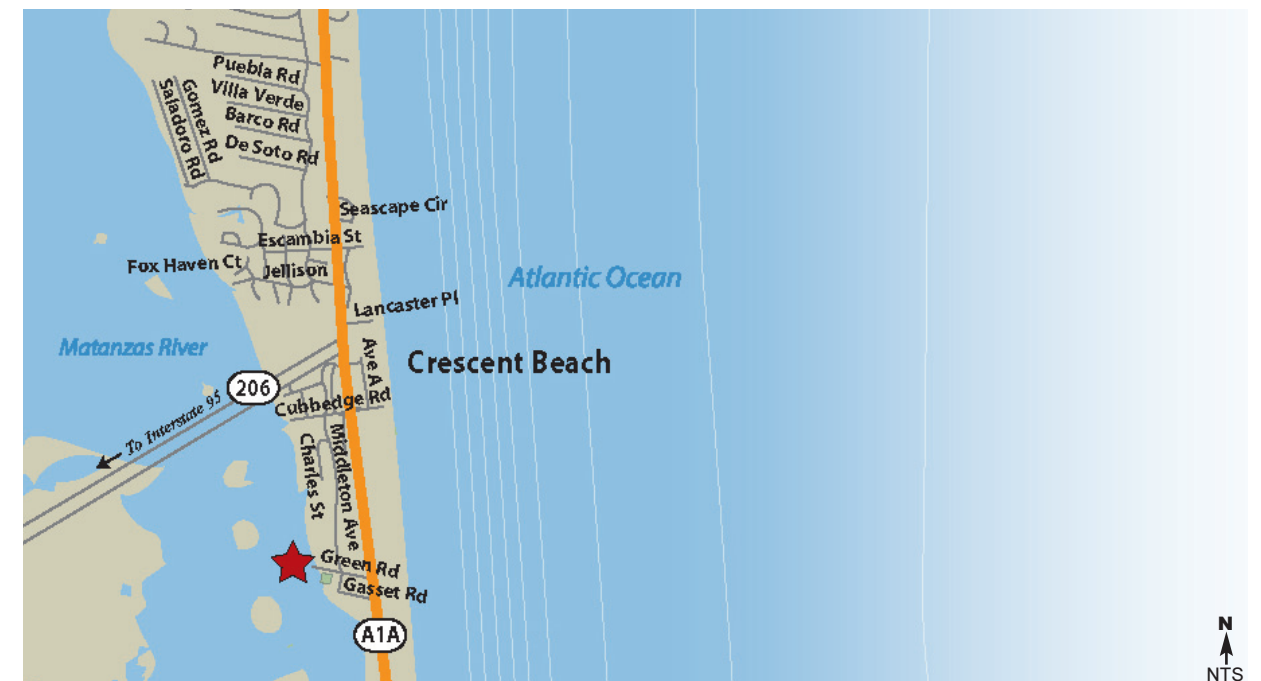 Puebla Rd
Villa Verde
Barco Rd
De Soto Rd
Gomez Rd
Saladoro Rd
Seascape Cir
Escambia St
Fox Haven Ct
Jellison
Atlantic Ocean
Lancaster Pl
Matanzas River
Ave A
Crescent Beach
206
Cubbedge Rd
To Interstate 95
Charles St
Middleton Ave
Green Rd
Gasset Rd
A1A
N
NTS